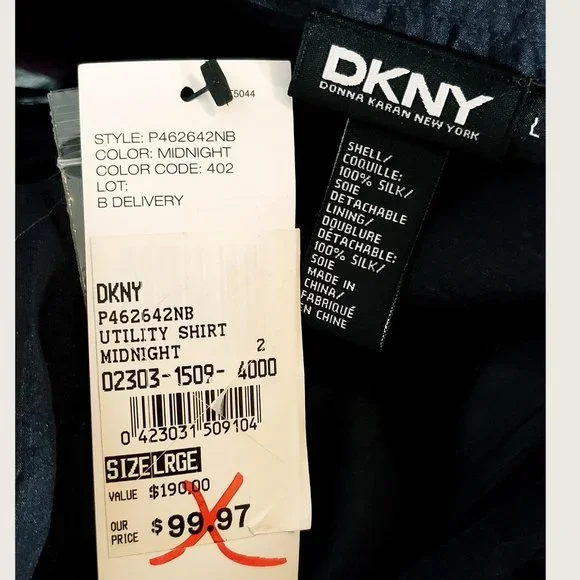 5044
STYLE: P462642NB
COLOR: MIDNIGHT
COLOR CODE: 402
LOT:
B DELIVERY
DKNY
P462642NB
UTILITY SHIRT
MIDNIGHT 2
02303-1509- 4000
0 423031 509104
SIZE LRGE
VALUE $190.00
OUR
PRICE $99.97
DKNY
DONNA KARAN NEW YORK
L
SHELL/
COQUILLE:
100% SILK/
SOIE
DETACHABLE
LINING/
DOUBLURE
DETACHABLE:
100% SILK/
SOIE
MADE IN
CHINA/
FABRIQUÉ
EN CHINE